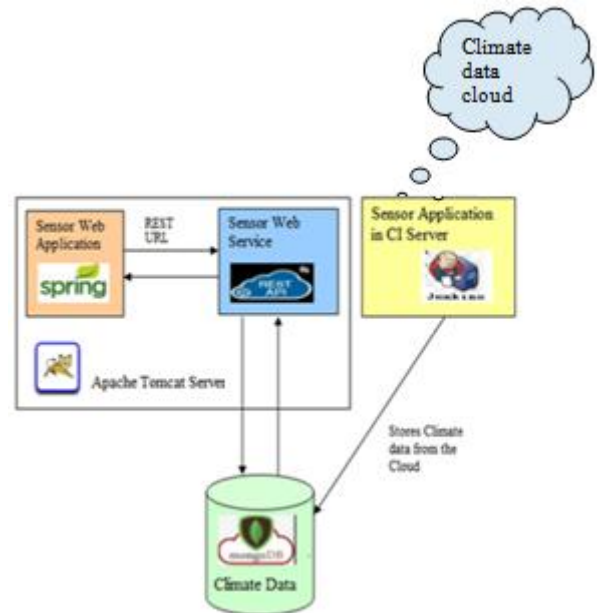 Climate
data
cloud
Sensor Web
Application
spring
REST
URL
Sensor Web
Service
REST
API
Sensor Application
in CI Server
Jenkins
Apache Tomcat Server
Stores Climate
data from the
Cloud
mongoDB
Climate Data